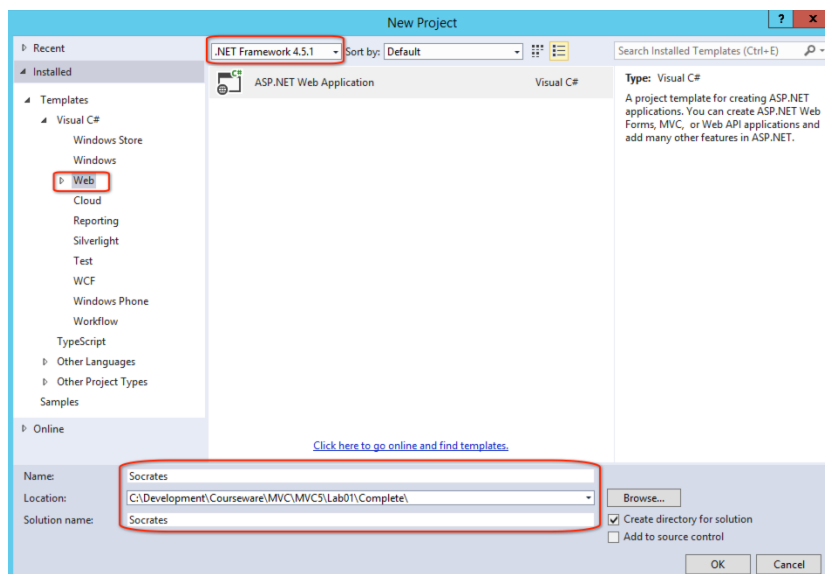 New Project
? x
Recent
.NET Framework 4.5.1 Sort by: Default
Search Installed Templates (Ctrl+E)
Installed
Templates
Visual C#
Windows Store
Windows
Web
Cloud
Reporting
Silverlight
Test
WCF
Windows Phone
Workflow
TypeScript
Other Languages
Other Project Types
Samples
Online
C#
ASP.NET Web Application Visual C#
Click here to go online and find templates.
Type: Visual C#
A project template for creating ASP.NET
applications. You can create ASP.NET Web
Forms, MVC, or Web API applications and
add many other features in ASP.NET.
Name: Socrates
Location: C:\Development\Courseware\MVC\MVC5\Lab01\Complete\
Solution name: Socrates
Browse...
Create directory for solution
Add to source control
OK Cancel